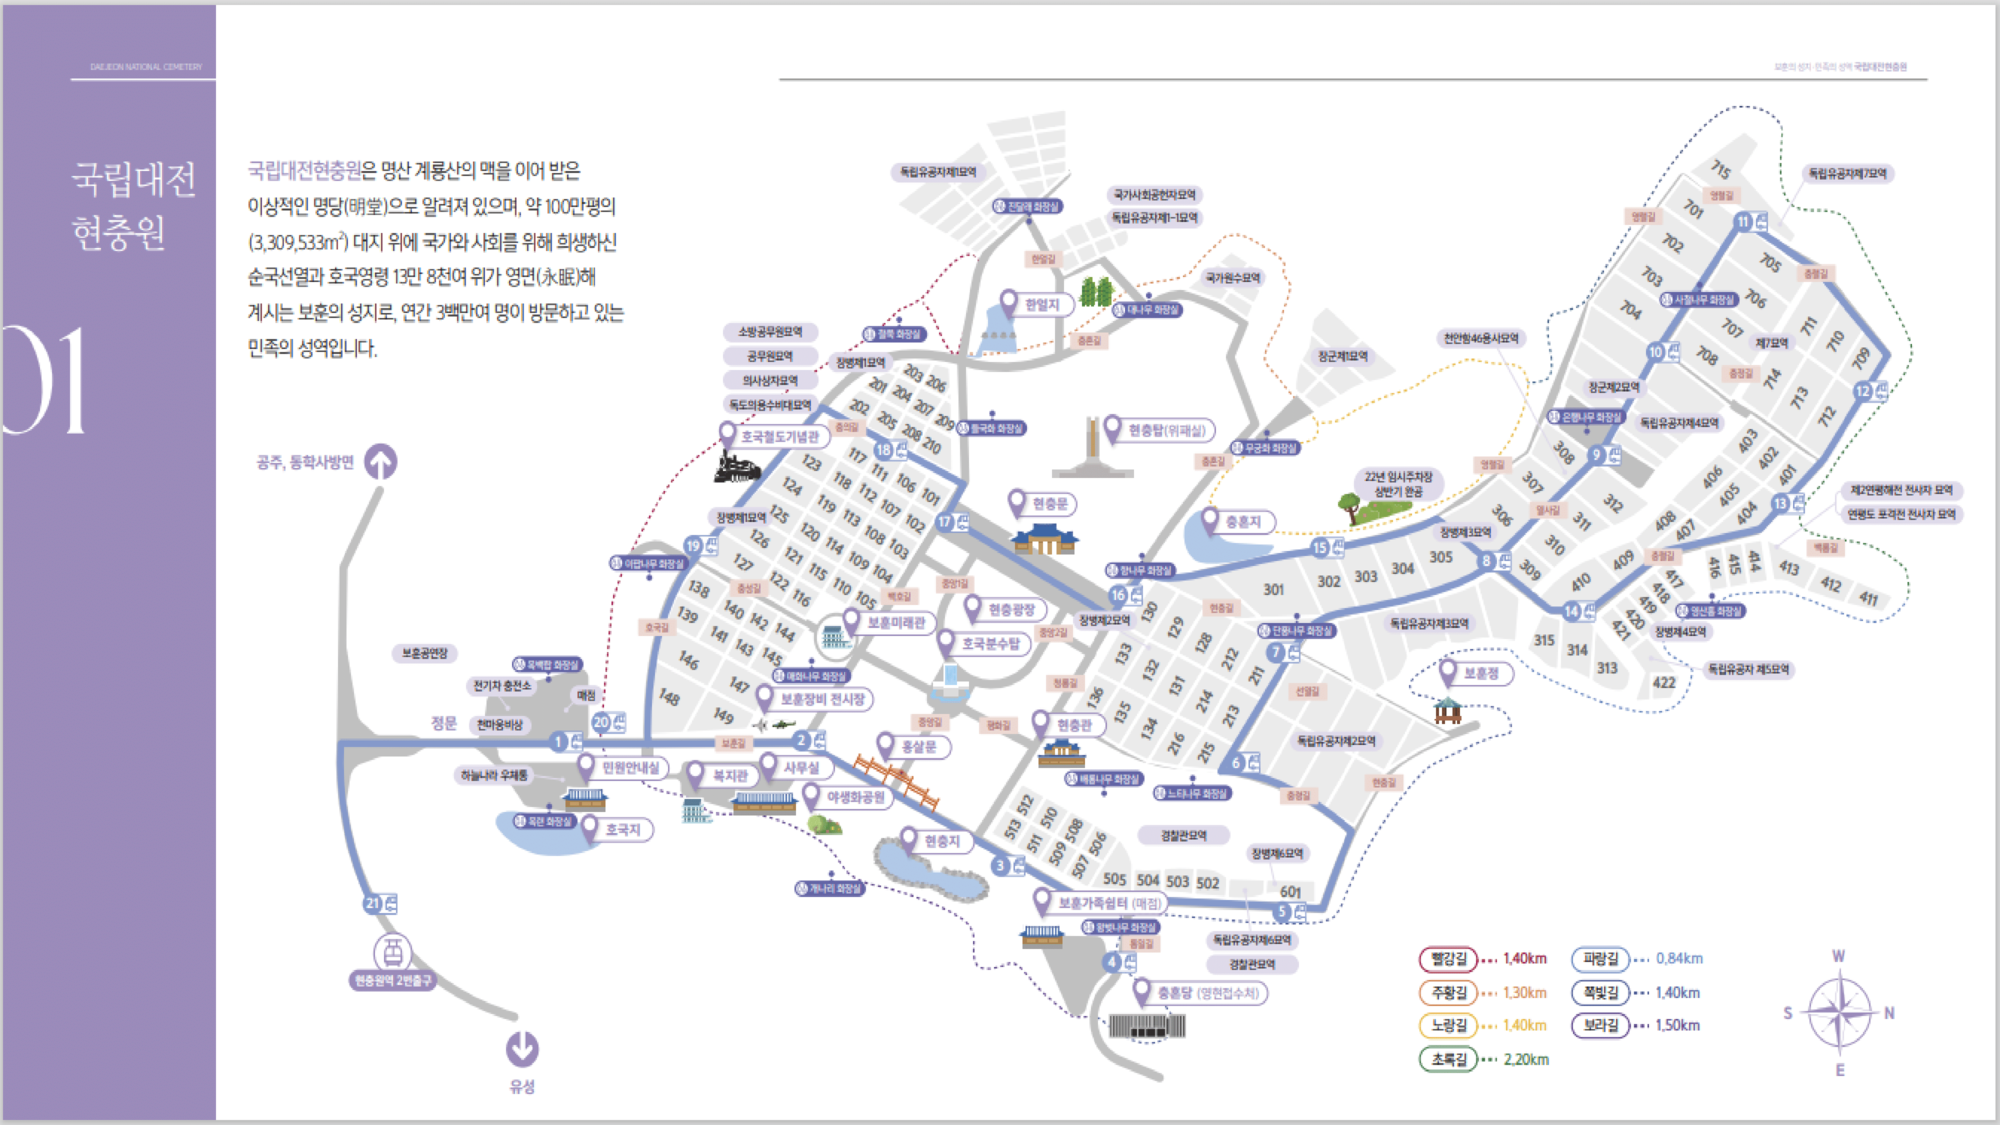 DAEJEON NATIONAL CEMETERY
보훈의 성지·민족의 성역 국립대전현충원
국립대전
현충원
01
국립대전현충원은 명산 계룡산의 맥을 이어 받은
이상적인 명당(明堂)으로 알려져 있으며, 약 100만평의
(3,309,533m²) 대지 위에 국가와 사회를 위해 희생하신
순국선열과 호국영령 13만 8천여 위가 영면(永眠)해
계시는 보훈의 성지로, 연간 3백만여 명이 방문하고 있는
민족의 성역입니다.
공주, 동학사방면
유성
현충원역 2번출구
정문
보훈공연장
전기차 충전소
천마웅비상
매점
하늘나라 우체통
옥백합 화장실
목련 화장실
호국지
민원안내실
복지관
사무실
야생화공원
홍살문
현충지
개나리 화장실
보훈장비 전시장
매화나무 화장실
보훈미래관
호국분수탑
현충광장
현충문
현충탑(위패실)
현충관
배롱나무 화장실
느티나무 화장실
보훈가족쉼터 (매점)
왕벚나무 화장실
충혼당 (영현접수처)
독립유공자제6묘역
경찰관묘역
경찰관묘역
장병제6묘역
소방공무원묘역
공무원묘역
의사상자묘역
독도의용수비대묘역
호국철도기념관
장병제1묘역
장병제1묘역
이팝나무 화장실
철쭉 화장실
들국화 화장실
독립유공자제1묘역
진달래 화장실
국가사회공헌자묘역
독립유공자제1-1묘역
한얼길
한얼지
대나무 화장실
충혼길
국가원수묘역
장군제1묘역
무궁화 화장실
충혼길
충혼지
향나무 화장실
22년 임시주차장
상반기 완공
천안함46용사묘역
은행나무 화장실
장군제2묘역
독립유공자제4묘역
사철나무 화장실
제7묘역
독립유공자제7묘역
영렬길
영렬길
영렬길
충렬길
충정길
열사길
장병제3묘역
제2연평해전 전사자 묘역
연평도 포격전 전사자 묘역
백룡길
충절길
영산홍 화장실
장병제4묘역
독립유공자 제5묘역
보훈정
독립유공자제3묘역
단풍나무 화장실
현충길
장병제2묘역
선열길
독립유공자제2묘역
현충길
충렬길
청룡길
평화길
중앙길
중앙1길
중앙2길
백호길
충성길
충의길
호국길
보훈길
통일길
1 2 3 4 5 6 7 8 9 10 11 12 13 14 15 16 17 18 19 20 21
101 102 103 104 105 106 107 108 109 110 111 112 113 114 115 116 117 118 119 120 121 122 123 124 125 126 127
128 129 130 131 132 133 134 135 136
138 139 140 141 142 143 144 145 146 147 148 149
201 202 203 204 205 206 207 208 209 210 211 212 213 214 215 216
301 302 303 304 305 306 307 308 309 310 311 312 313 314 315
401 402 403 404 405 406 407 408 409 410 411 412 413 414 415 416 417 418 419 420 421 422
502 503 504 505 506 507 508 509 510 511 512 513
601
701 702 703 704 705 706 707 708 709 710 711 712 713 714 715
빨강길 1,40km
주황길 1,30km
노랑길 1,40km
초록길 2,20km
파랑길 0,84km
쪽빛길 1,40km
보라길 1,50km
W
S
N
E